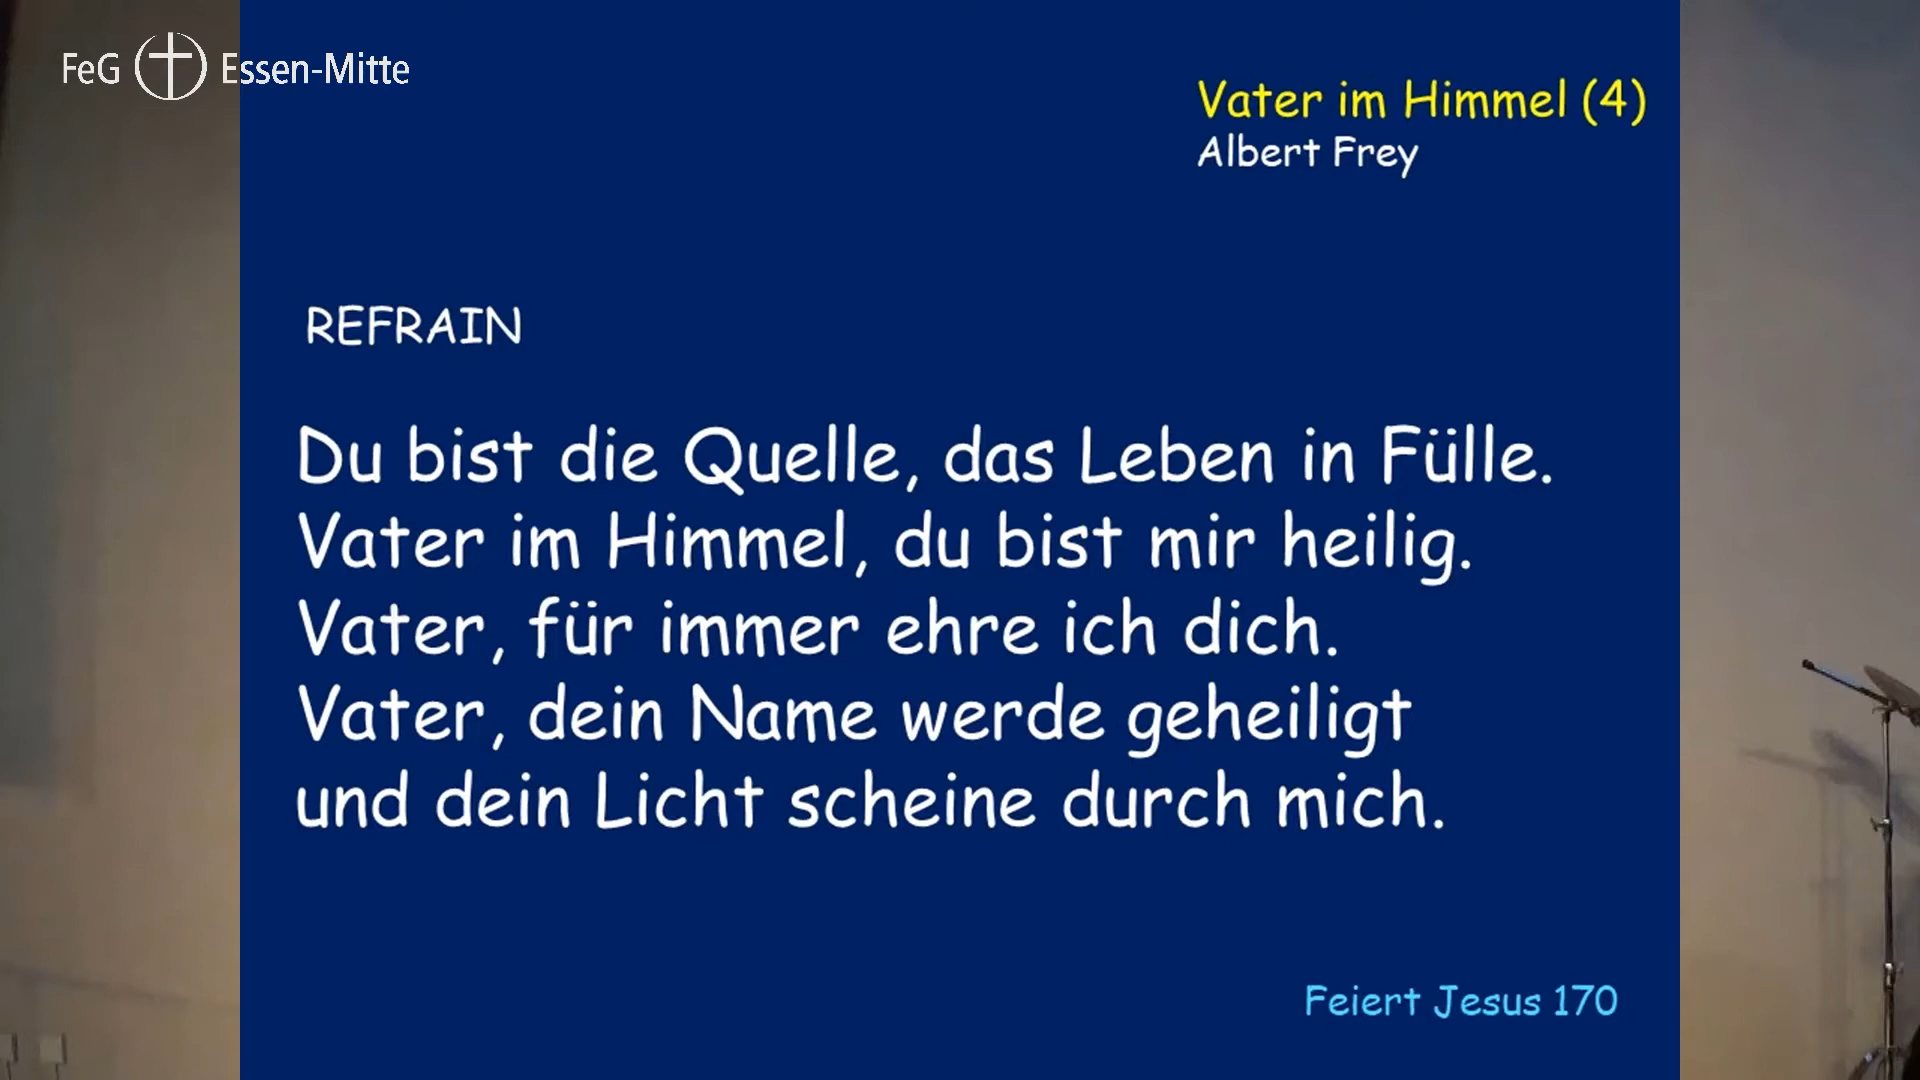 FeG Essen-Mitte
Vater im Himmel (4)
Albert Frey
REFRAIN
Du bist die Quelle, das Leben in Fülle.
Vater im Himmel, du bist mir heilig.
Vater, für immer ehre ich dich.
Vater, dein Name werde geheiligt
und dein Licht scheine durch mich.
Feiert Jesus 170